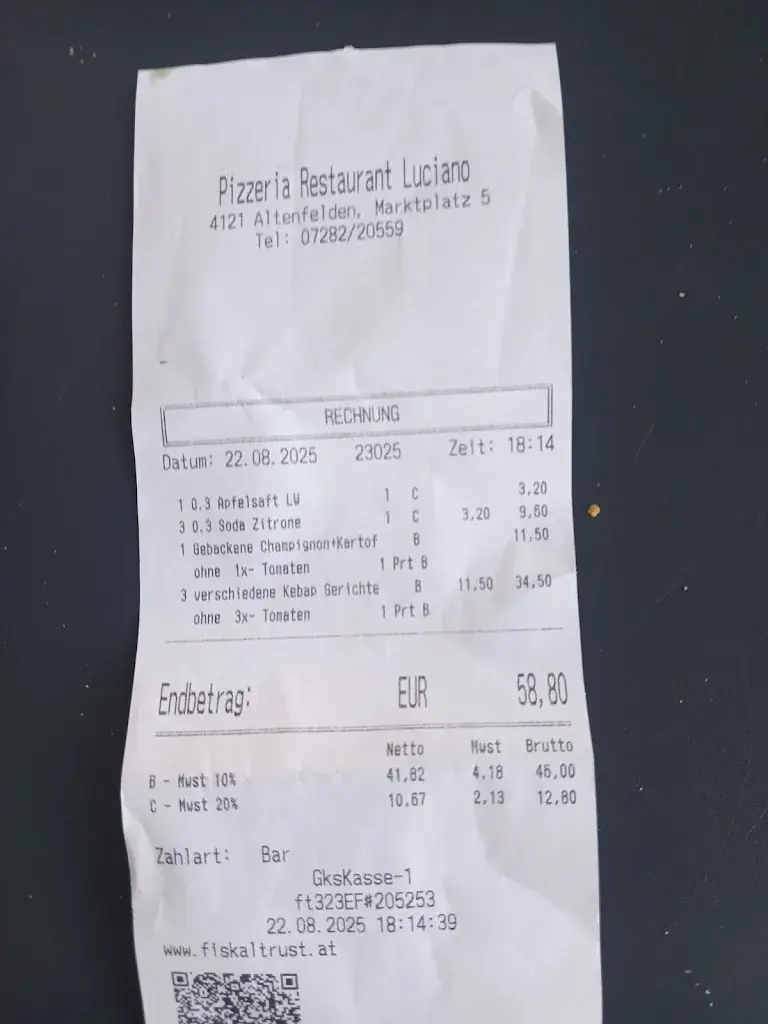 Pizzeria Restaurant Luciano
4121 Altenfelden, Marktplatz 5
Tel: 07282/20559
RECHNUNG
Datum: 22.08.2025 23025 Zeit: 18:14
1 0.3 Apfelsaft LW 1 C 3,20
3 0.3 Soda Zitrone 1 C 3,20 9,60
1 Gebackene Champignon+Kartof B 11,50
ohne 1x- Tomaten 1 Prt B
3 verschiedene Kebap Gerichte B 11,50 34,50
ohne 3x- Tomaten 1 Prt B
Endbetrag: EUR 58,80
Netto Mwst Brutto
B - Mwst 10% 41,82 4,18 46,00
C - Mwst 20% 10,67 2,13 12,80
Zahlart: Bar
GksKasse-1
ft323EF#205253
22.08.2025 18:14:39
www.fiskaltrust.at